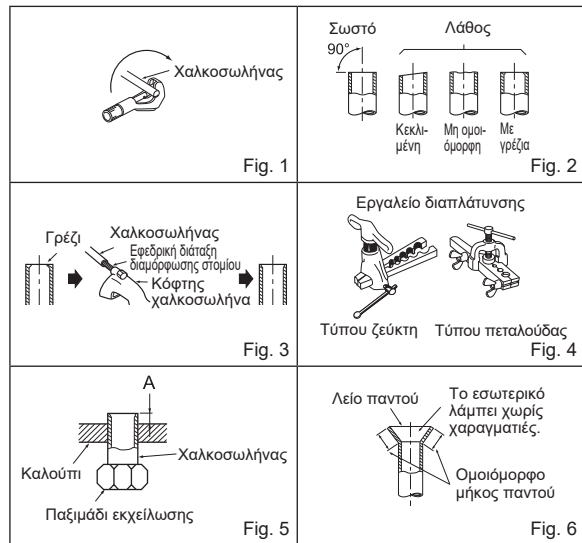 Χαλκοσωλήνας
Fig. 1
Σωστό
Λάθος
90°
Κεκλι-
μένη
Μη ομοι-
όμορφη
Με
γρέζια
Fig. 2
Γρέζι
Χαλκοσωλήνας
Εφεδρική διάταξη
διαμόρφωσης στομίου
Κόφτης
χαλκοσωλήνα
Fig. 3
Εργαλείο διαπλάτυνσης
Τύπου ζεύκτη
Τύπου πεταλούδας
Fig. 4
A
Χαλκοσωλήνας
Καλούπι
Παξιμάδι εκχείλωσης
Fig. 5
Λείο παντού
Το εσωτερικό
λάμπει χωρίς
χαραγματιές.
Ομοιόμορφο
μήκος παντού
Fig. 6